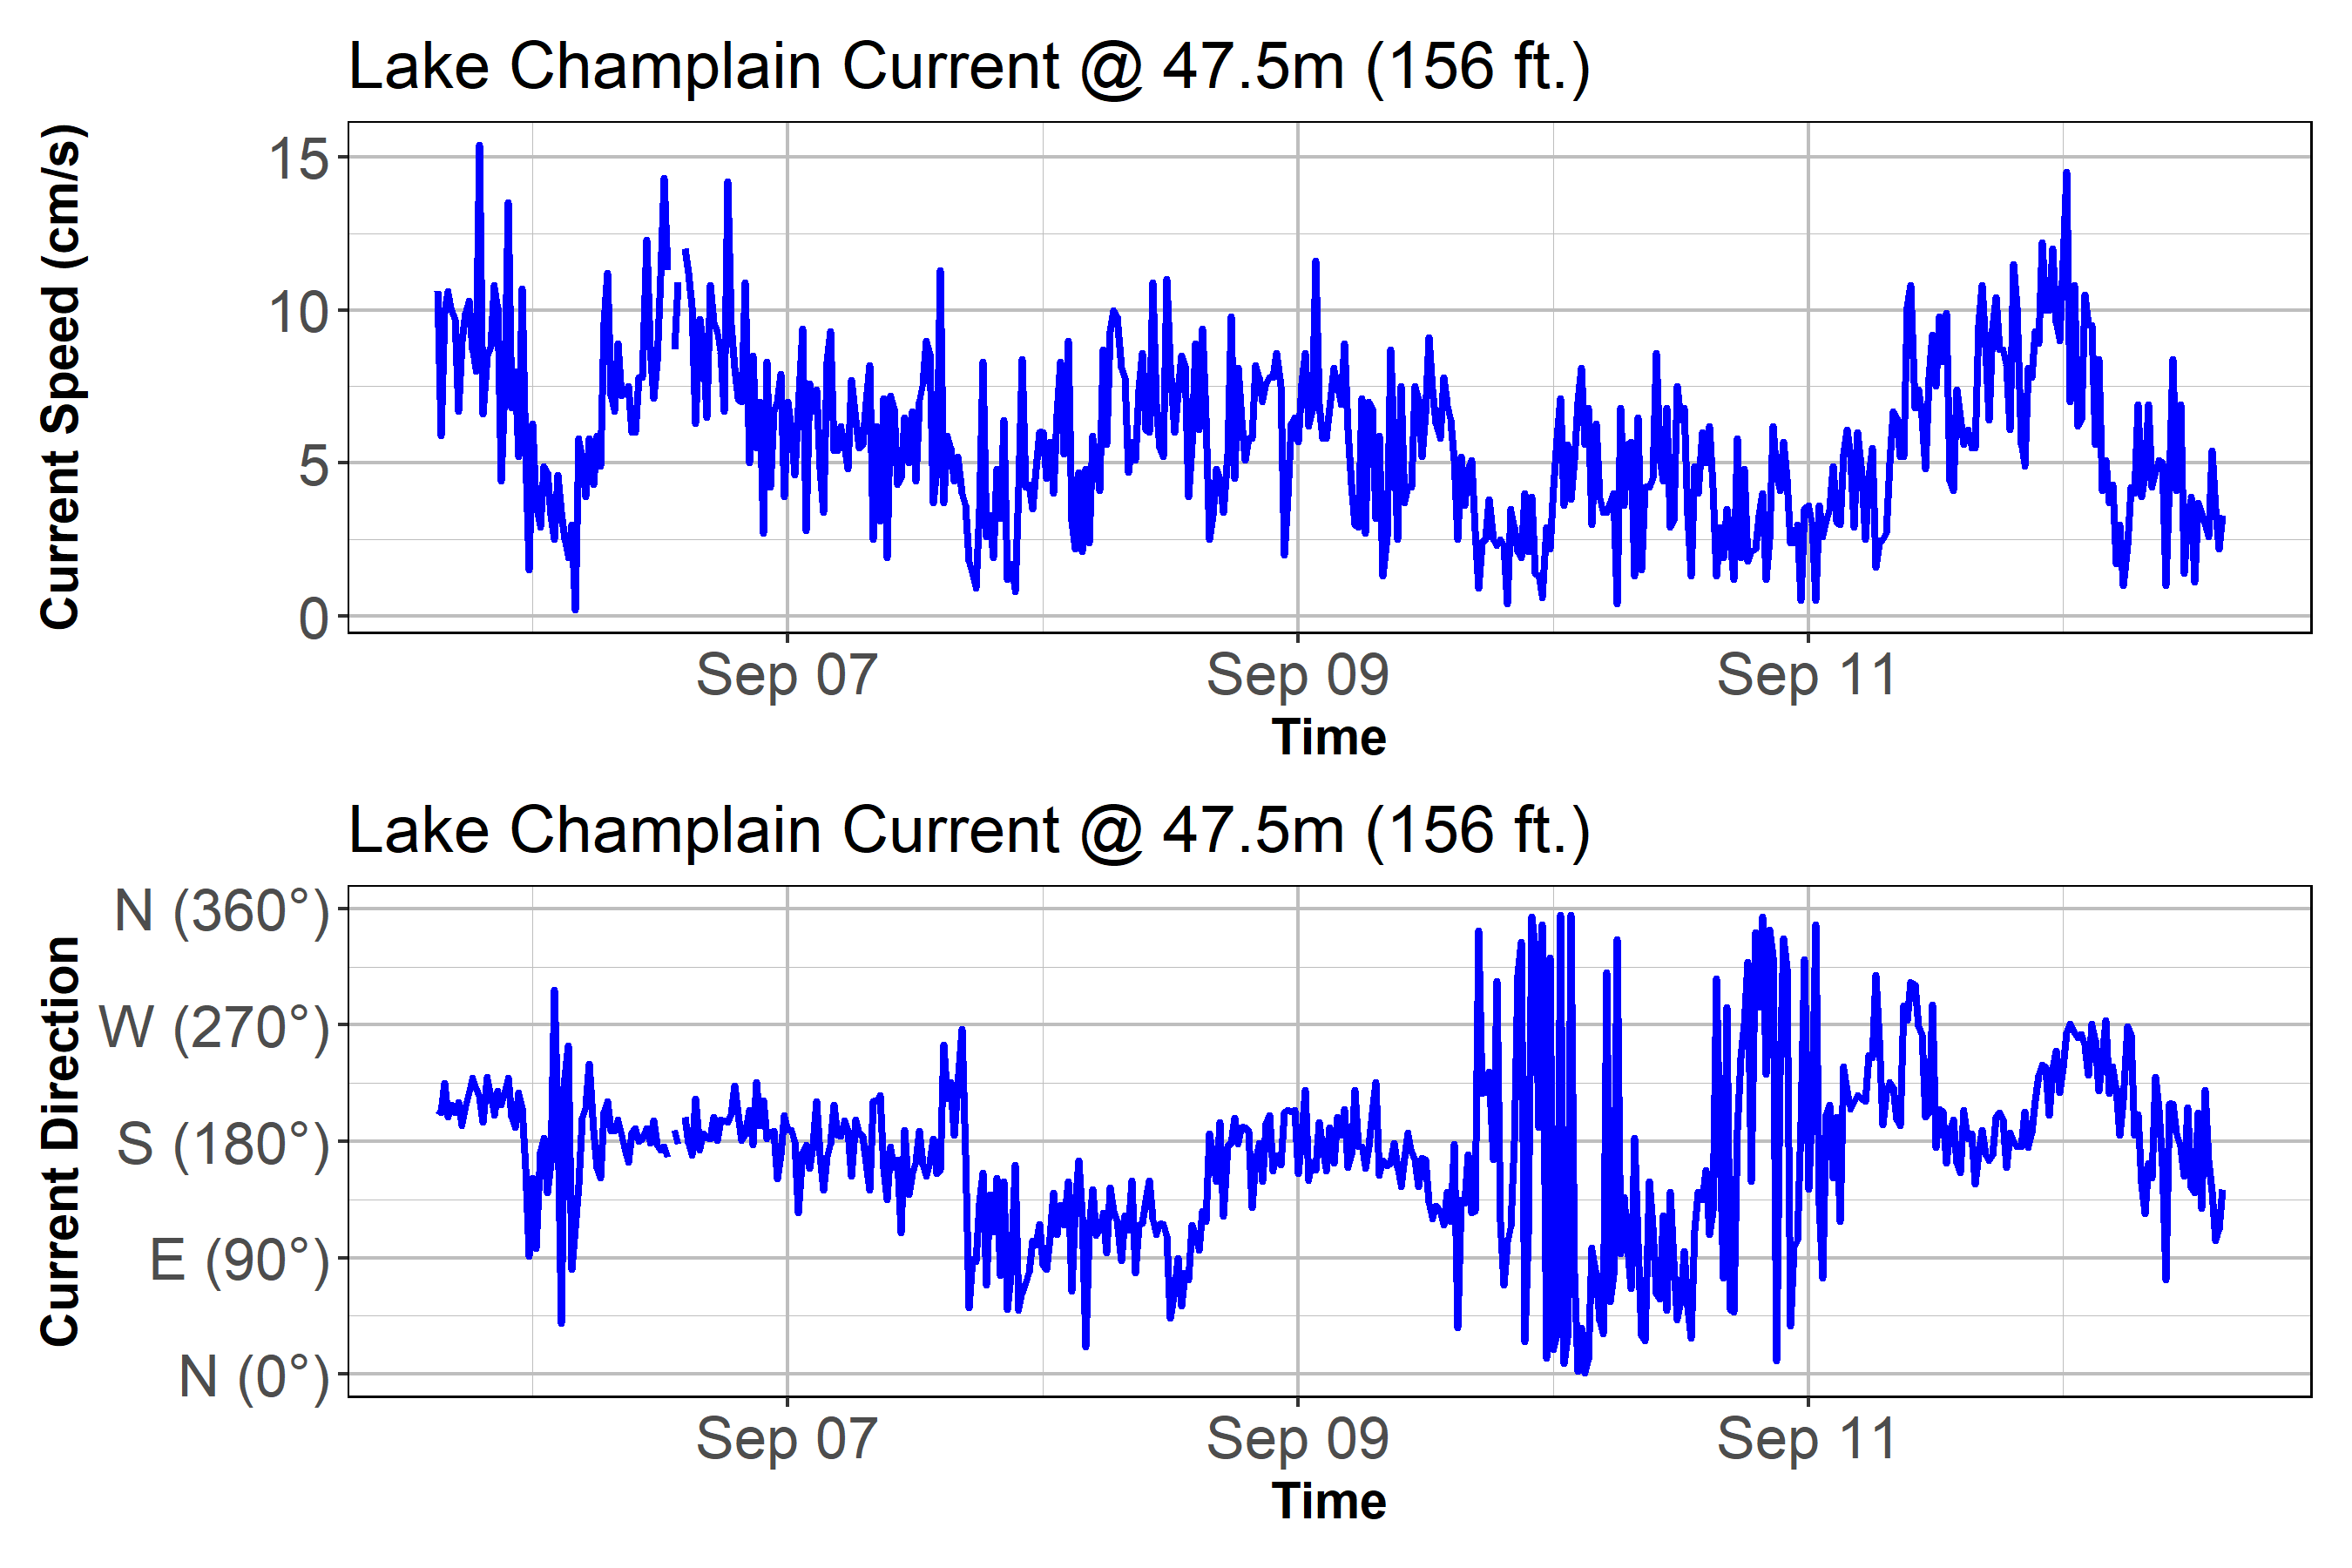 Lake Champlain Current @ 47.5m (156 ft.)
Current Speed (cm/s)
15
10
5
0
Sep 07 Sep 09 Sep 11
Time
Lake Champlain Current @ 47.5m (156 ft.)
Current Direction
N (360°)
W (270°)
S (180°)
E (90°)
N (0°)
Sep 07 Sep 09 Sep 11
Time